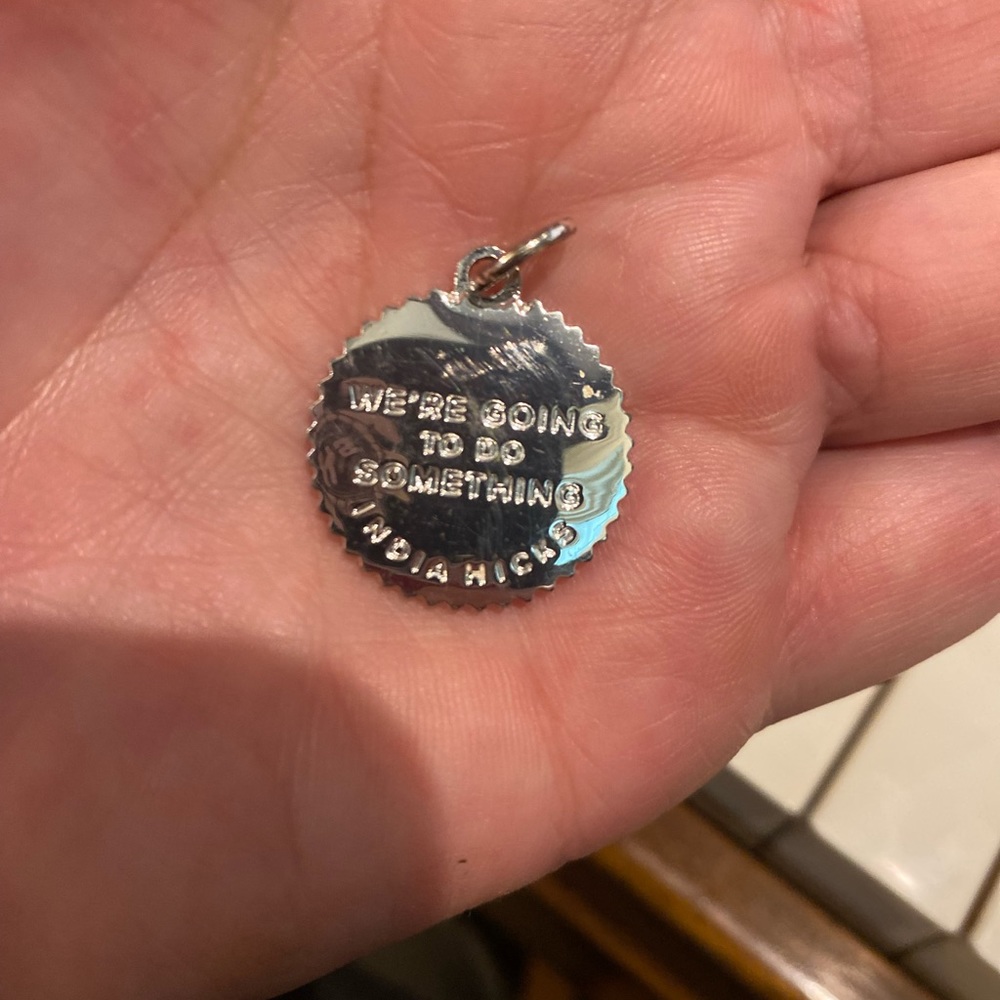 WE'RE GOING
TO DO
SOMETHING
INDIA HICKS